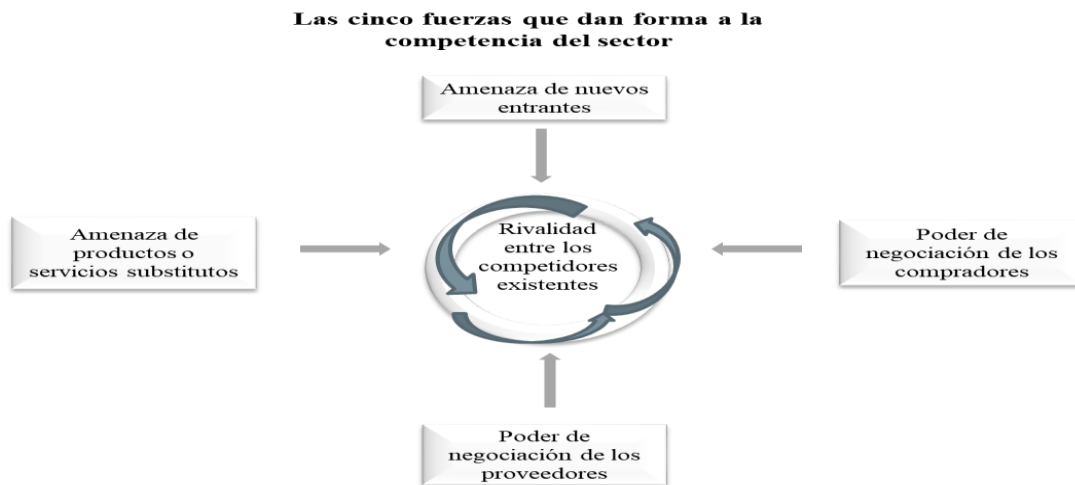 Las cinco fuerzas que dan forma a la
competencia del sector
Amenaza de nuevos
entrantes
Amenaza de
productos o
servicios substitutos
Rivalidad
entre los
competidores
existentes
Poder de
negociación de los
compradores
Poder de
negociación de los
proveedores